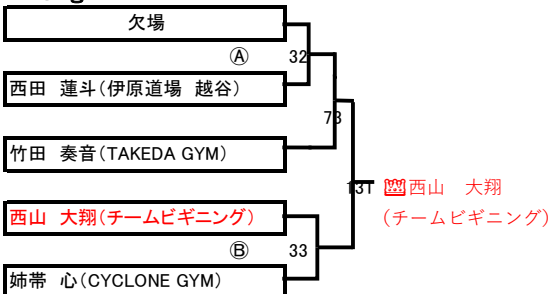 欠場
Ⓐ 32
西田 蓮斗(伊原道場 越谷)
73
竹田 奏音(TAKEDA GYM)
131 西山 大翔
西山 大翔(チームビギニング)
(チームビギニング)
Ⓑ 33
姉帯 心(CYCLONE GYM)